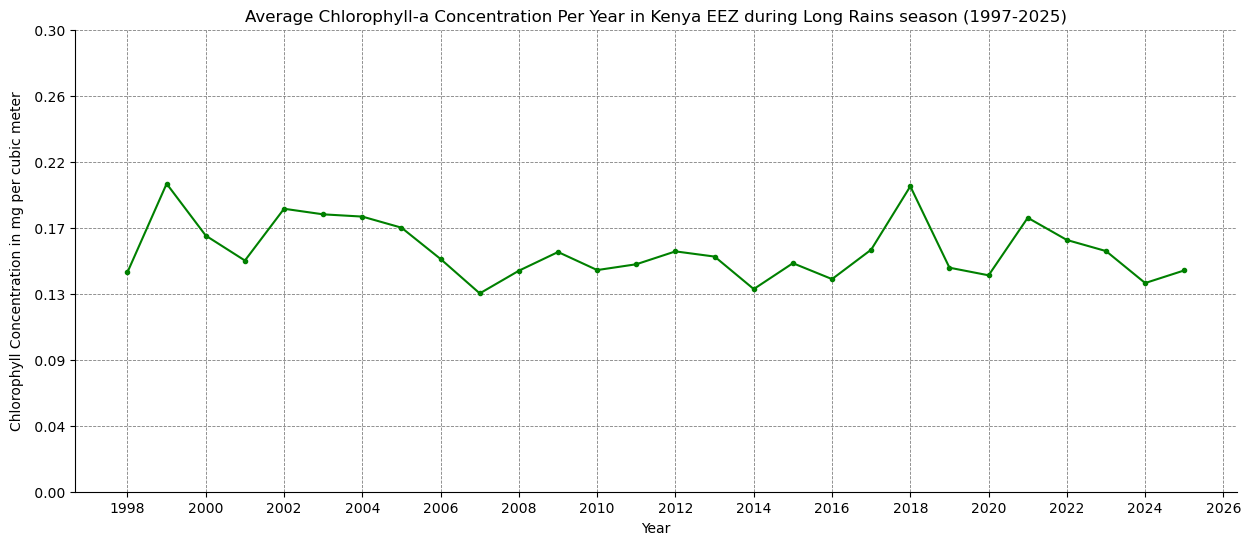 Average Chlorophyll-a Concentration Per Year in Kenya EEZ during Long Rains season (1997-2025)
Chlorophyll Concentration in mg per cubic meter
0.30
0.26
0.22
0.17
0.13
0.09
0.04
0.00
1998 2000 2002 2004 2006 2008 2010 2012 2014 2016 2018 2020 2022 2024 2026
Year